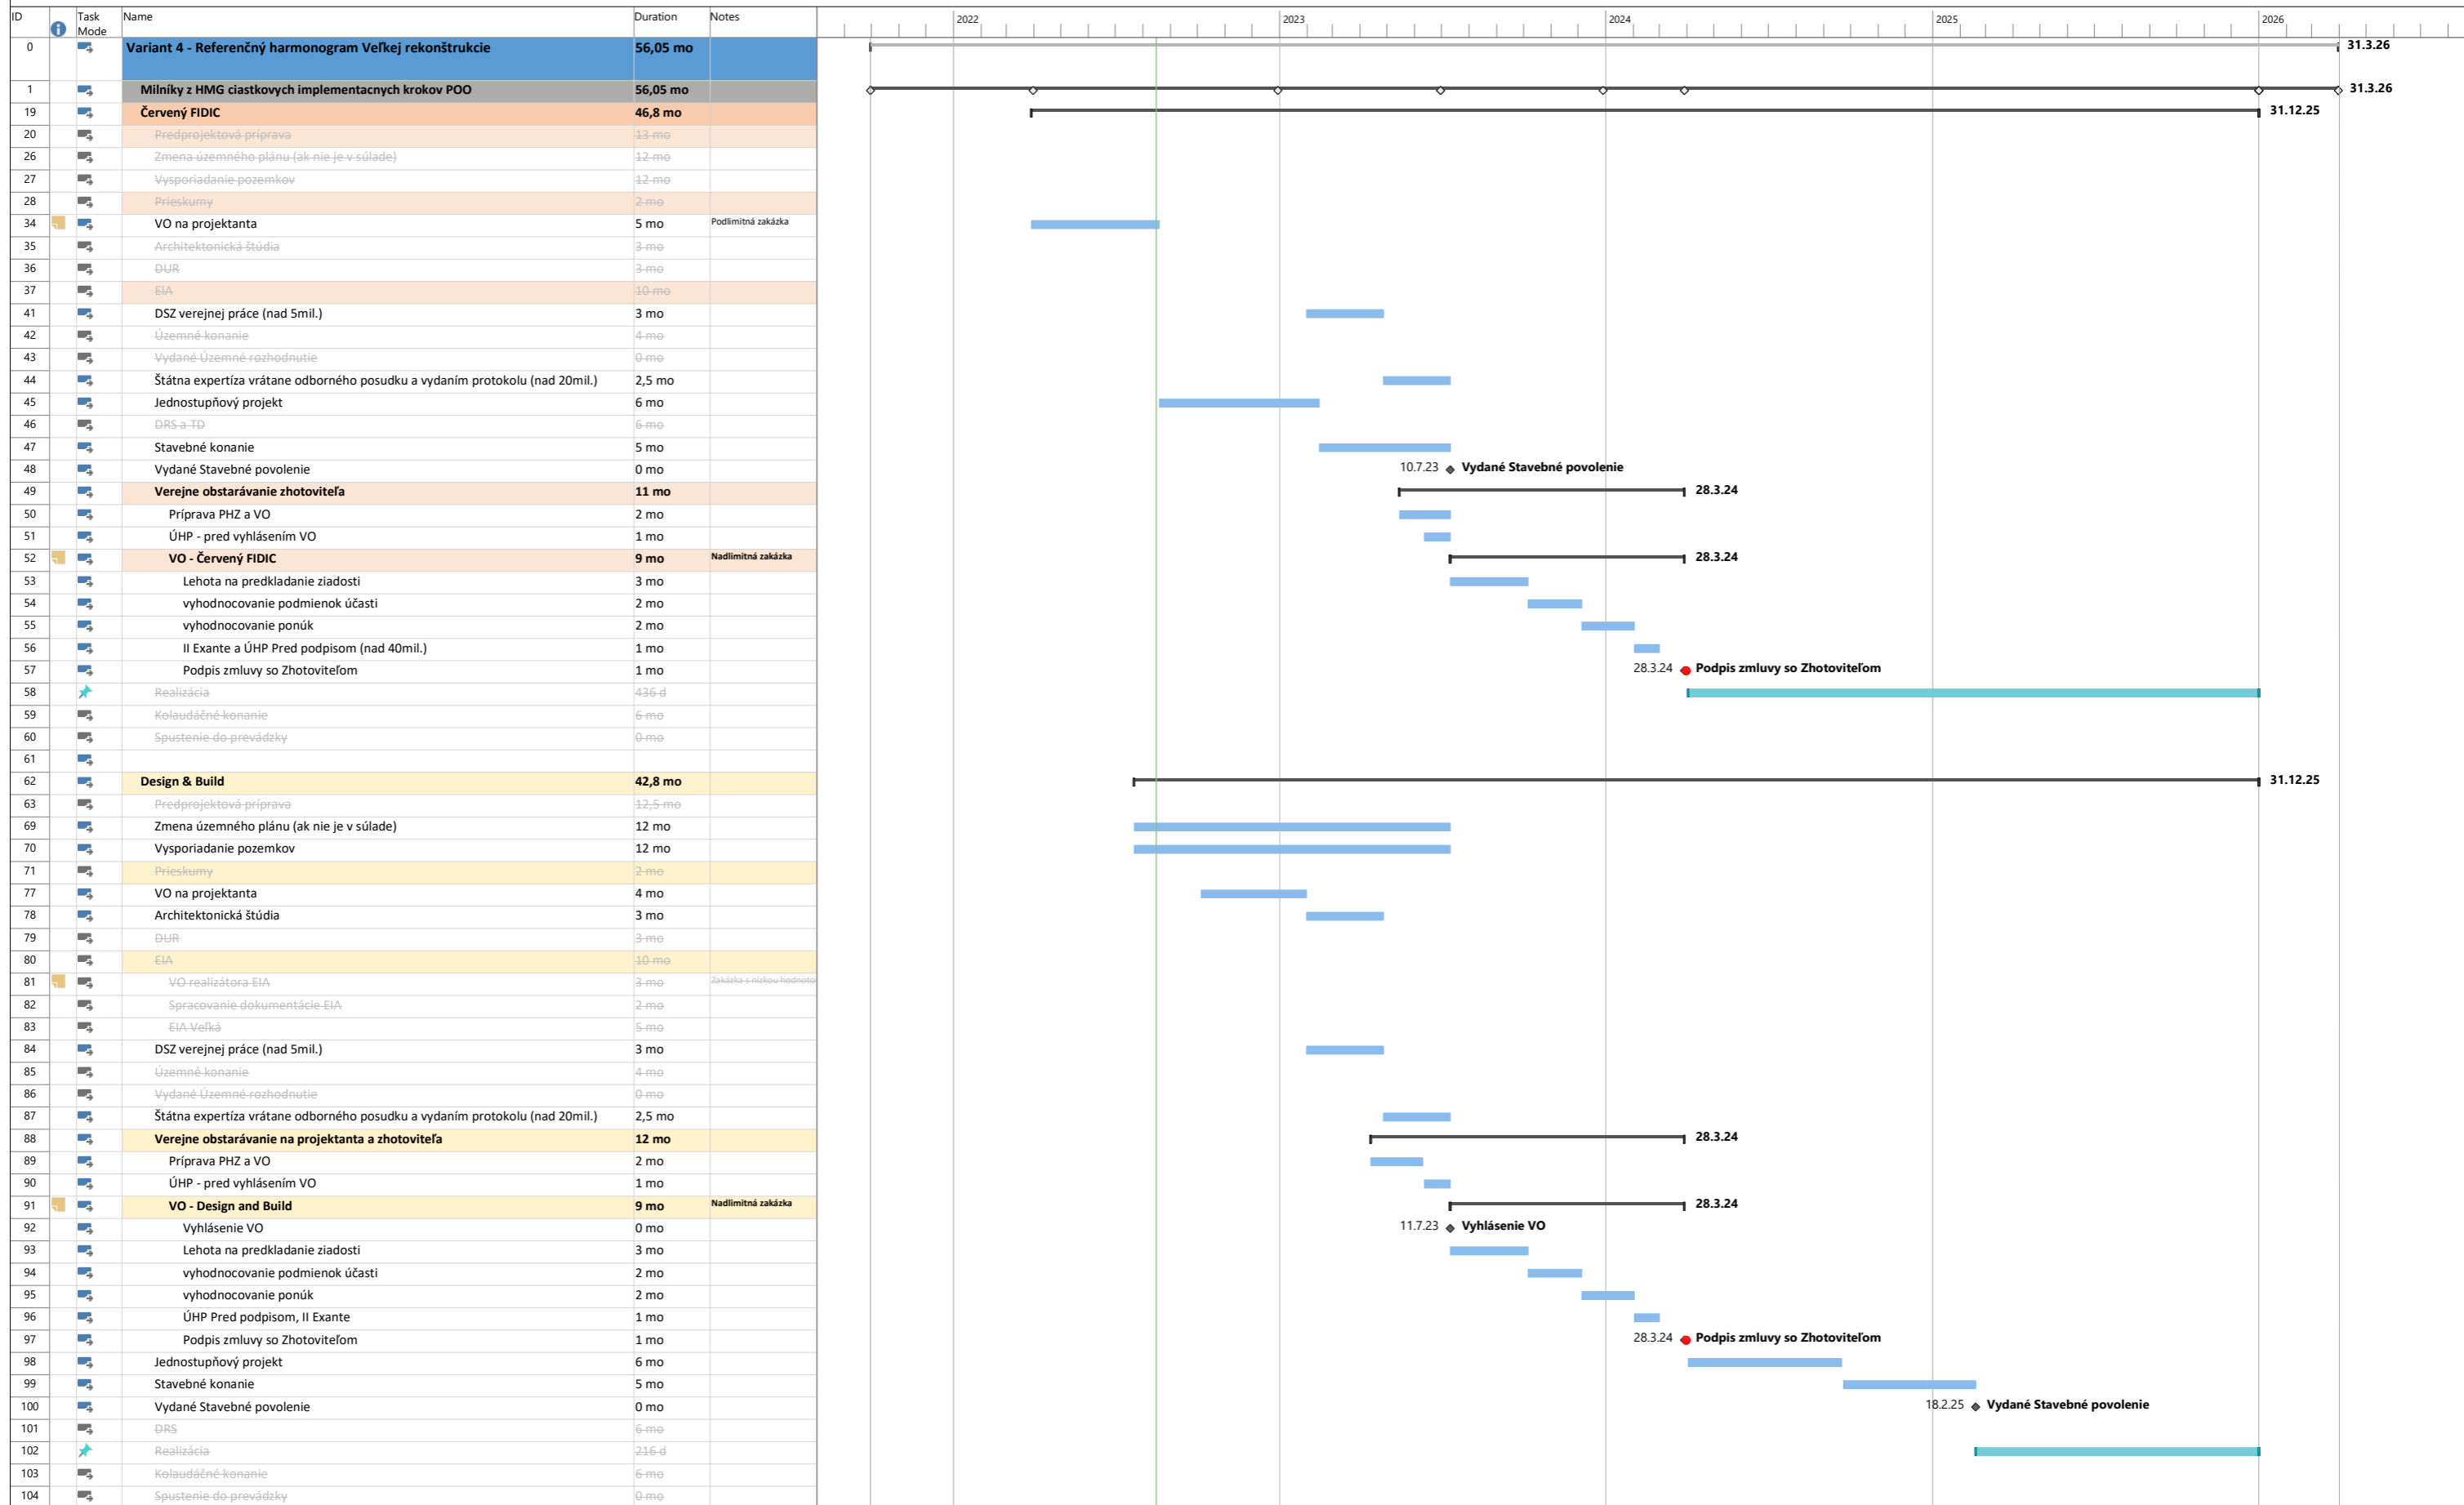 ID Task Mode Name Duration Notes 2022 2023 2024 2025 2026
0 Variant 4 - Referenčný harmonogram Veľkej rekonštrukcie 56,05 mo 31.3.26
1 Milníky z HMG ciastkovych implementacnych krokov POO 56,05 mo 31.3.26
19 Červený FIDIC 46,8 mo 31.12.25
20 Predprojektová príprava 13 mo
26 Zmena územného plánu (ak nie je v súlade) 12 mo
27 Vysporiadanie pozemkov 12 mo
28 Prieskumy 2 mo
34 VO na projektanta 5 mo Podlimitná zakázka
35 Architektonická štúdia 3 mo
36 DUR 3 mo
37 EIA 10 mo
41 DSZ verejnej práce (nad 5mil.) 3 mo
42 Územné konanie 4 mo
43 Vydané Územné rozhodnutie 0 mo
44 Štátna expertíza vrátane odborného posudku a vydaním protokolu (nad 20mil.) 2,5 mo
45 Jednostupňový projekt 6 mo
46 DRS a TD 6 mo
47 Stavebné konanie 5 mo
48 Vydané Stavebné povolenie 0 mo 10.7.23 Vydané Stavebné povolenie
49 Verejne obstarávanie zhotoviteľa 11 mo 28.3.24
50 Príprava PHZ a VO 2 mo
51 ÚHP - pred vyhlásením VO 1 mo
52 VO - Červený FIDIC 9 mo Nadlimitná zakázka 28.3.24
53 Lehota na predkladanie ziadosti 3 mo
54 vyhodnocovanie podmienok účasti 2 mo
55 vyhodnocovanie ponúk 2 mo
56 II Exante a ÚHP Pred podpisom (nad 40mil.) 1 mo
57 Podpis zmluvy so Zhotoviteľom 1 mo 28.3.24 Podpis zmluvy so Zhotoviteľom
58 Realizácia 436 d
59 Kolaudáčné konanie 6 mo
60 Spustenie do prevádzky 0 mo
61
62 Design & Build 42,8 mo 31.12.25
63 Predprojektová príprava 12,5 mo
69 Zmena územného plánu (ak nie je v súlade) 12 mo
70 Vysporiadanie pozemkov 12 mo
71 Prieskumy 2 mo
77 VO na projektanta 4 mo
78 Architektonická štúdia 3 mo
79 DUR 3 mo
80 EIA 10 mo
81 VO realizátora EIA 3 mo Zakázka s nízkou hodnoto
82 Spracovanie dokumentácie EIA 2 mo
83 EIA Veľká 5 mo
84 DSZ verejnej práce (nad 5mil.) 3 mo
85 Územné konanie 4 mo
86 Vydané Územné rozhodnutie 0 mo
87 Štátna expertíza vrátane odborného posudku a vydaním protokolu (nad 20mil.) 2,5 mo
88 Verejne obstarávanie na projektanta a zhotoviteľa 12 mo 28.3.24
89 Príprava PHZ a VO 2 mo
90 ÚHP - pred vyhlásením VO 1 mo
91 VO - Design and Build 9 mo Nadlimitná zakázka 28.3.24
92 Vyhlásenie VO 0 mo 11.7.23 Vyhlásenie VO
93 Lehota na predkladanie ziadosti 3 mo
94 vyhodnocovanie podmienok účasti 2 mo
95 vyhodnocovanie ponúk 2 mo
96 ÚHP Pred podpisom, II Exante 1 mo
97 Podpis zmluvy so Zhotoviteľom 1 mo 28.3.24 Podpis zmluvy so Zhotoviteľom
98 Jednostupňový projekt 6 mo
99 Stavebné konanie 5 mo
100 Vydané Stavebné povolenie 0 mo 18.2.25 Vydané Stavebné povolenie
101 DRS 6 mo
102 Realizácia 216 d
103 Kolaudáčné konanie 6 mo
104 Spustenie do prevádzky 0 mo